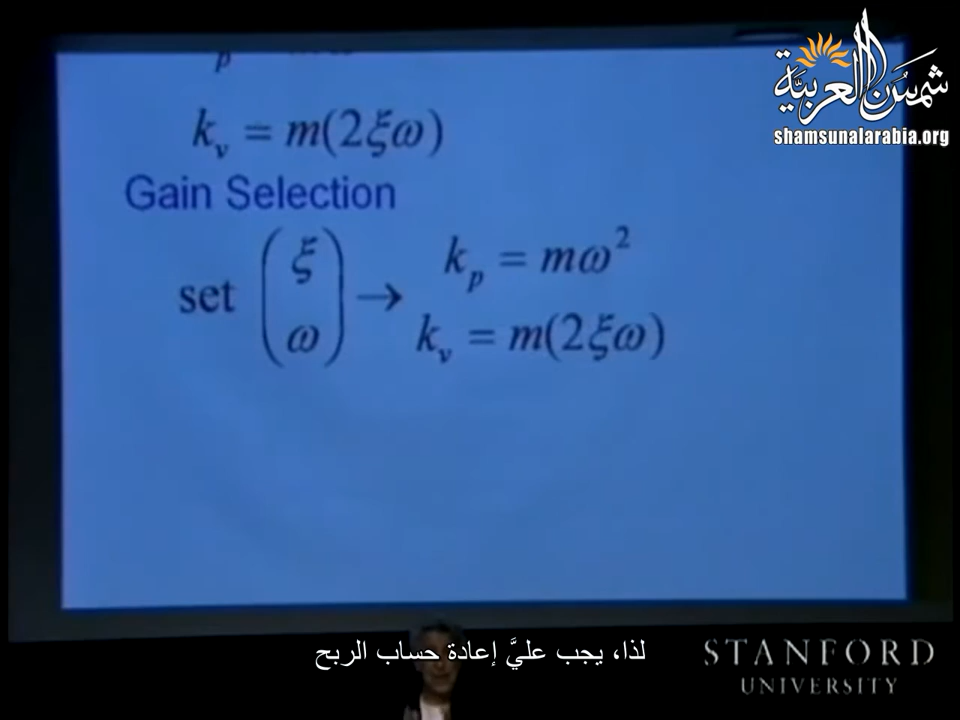 شمس العربية
shamsunalarabia.org
k_v = m(2ξω)
Gain Selection
set (ξ ω) → k_p = mω²
k_v = m(2ξω)
لذا، يجب عليَّ إعادة حساب الربح
STANFORD
UNIVERSITY